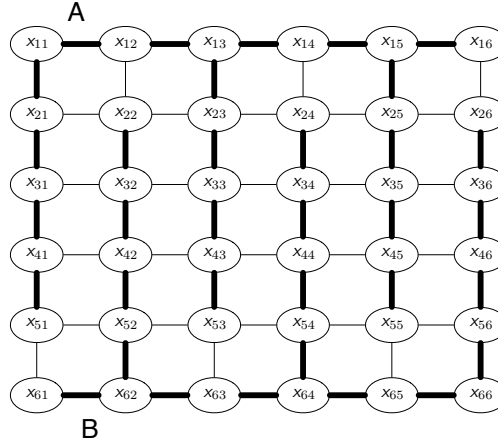 A
x11 x12 x13 x14 x15 x16
x21 x22 x23 x24 x25 x26
x31 x32 x33 x34 x35 x36
x41 x42 x43 x44 x45 x46
x51 x52 x53 x54 x55 x56
x61 x62 x63 x64 x65 x66
B